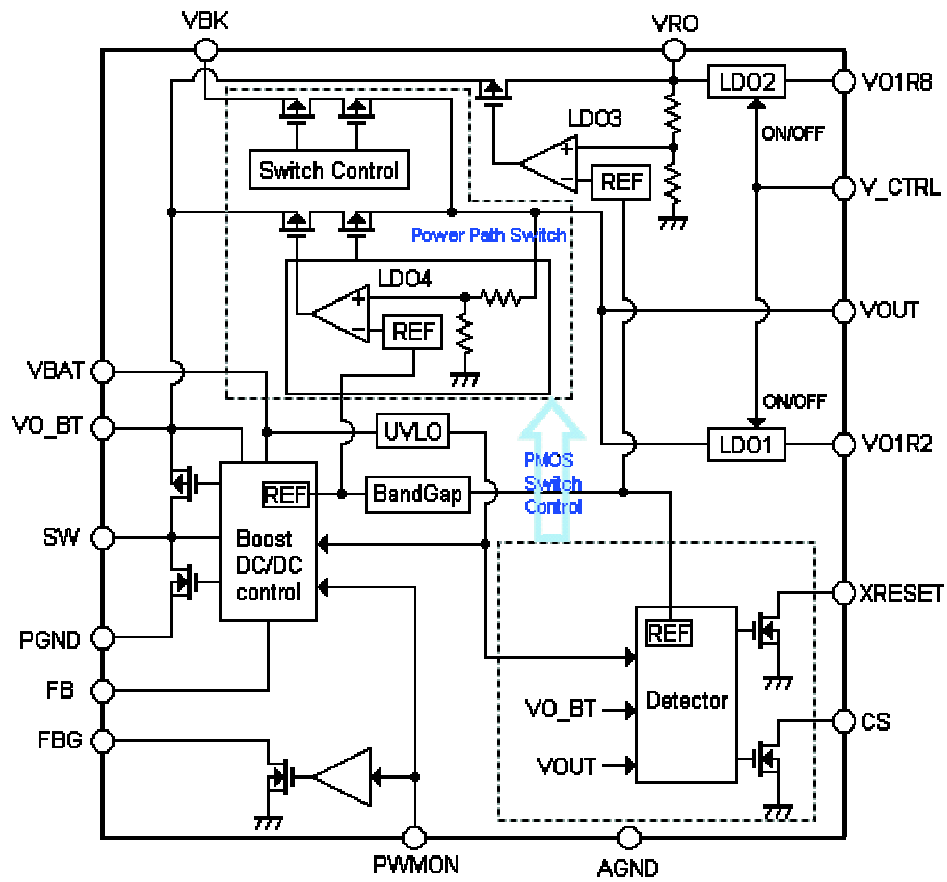 VBK
VRO
LDO2
VO1R8
LDO3
ON/OFF
Switch Control
REF
V_CTRL
Power Path Switch
LDO4
VOUT
REF
VBAT
ON/OFF
VO_BT
UVLO
LDO1
VO1R2
PMOS
Switch
Control
REF
BandGap
SW
Boost
DC/DC
control
XRESET
PGND
REF
FB
Detector
VO_BT
CS
FBG
VOUT
PWMON
AGND